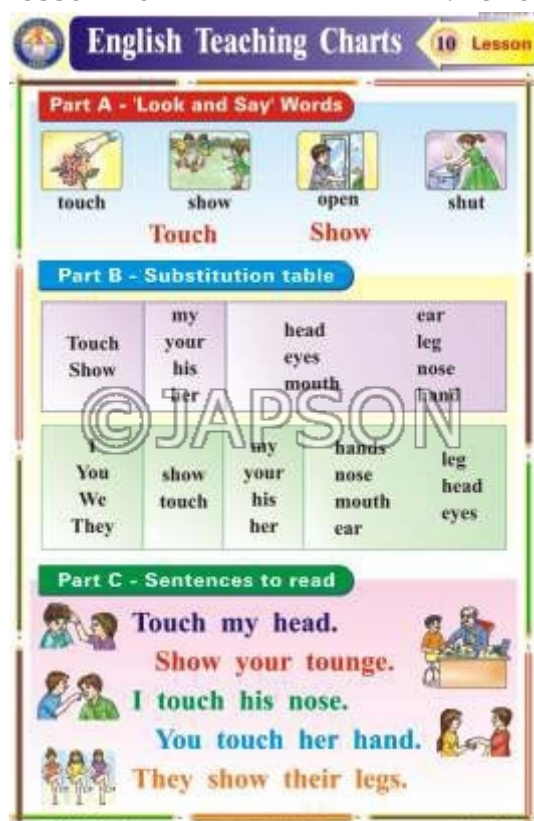 English Teaching Charts
10 Lesson
Part A - 'Look and Say' Words
touch show open shut
Touch Show
Part B - Substitution table
Touch
Show
my
your
his
her
head
eyes
mouth
ear
leg
nose
hand
©JAPSON
I
You
We
They
show
touch
my
your
his
her
hands
nose
mouth
ear
leg
head
eyes
Part C - Sentences to read
Touch my head.
Show your tounge.
I touch his nose.
You touch her hand.
They show their legs.